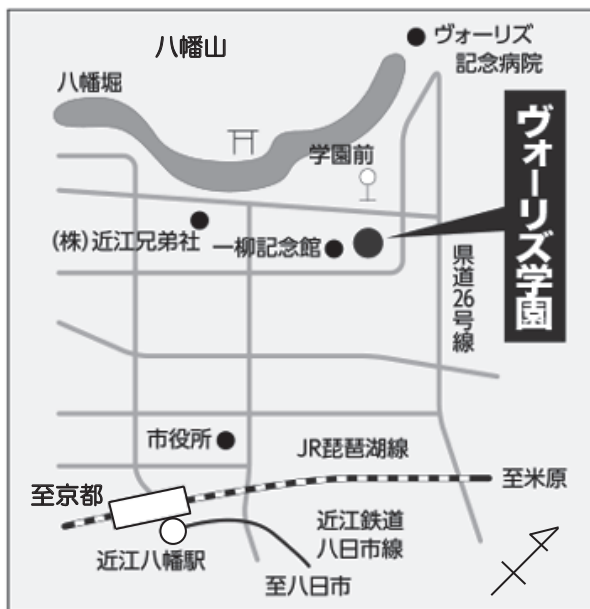 八幡山
ヴォーリズ
記念病院
八幡堀
学園前
ヴォーリズ学園
(株)近江兄弟社
一柳記念館
県道26号線
市役所
JR琵琶湖線
至米原
至京都
近江鉄道
八日市線
近江八幡駅
至八日市